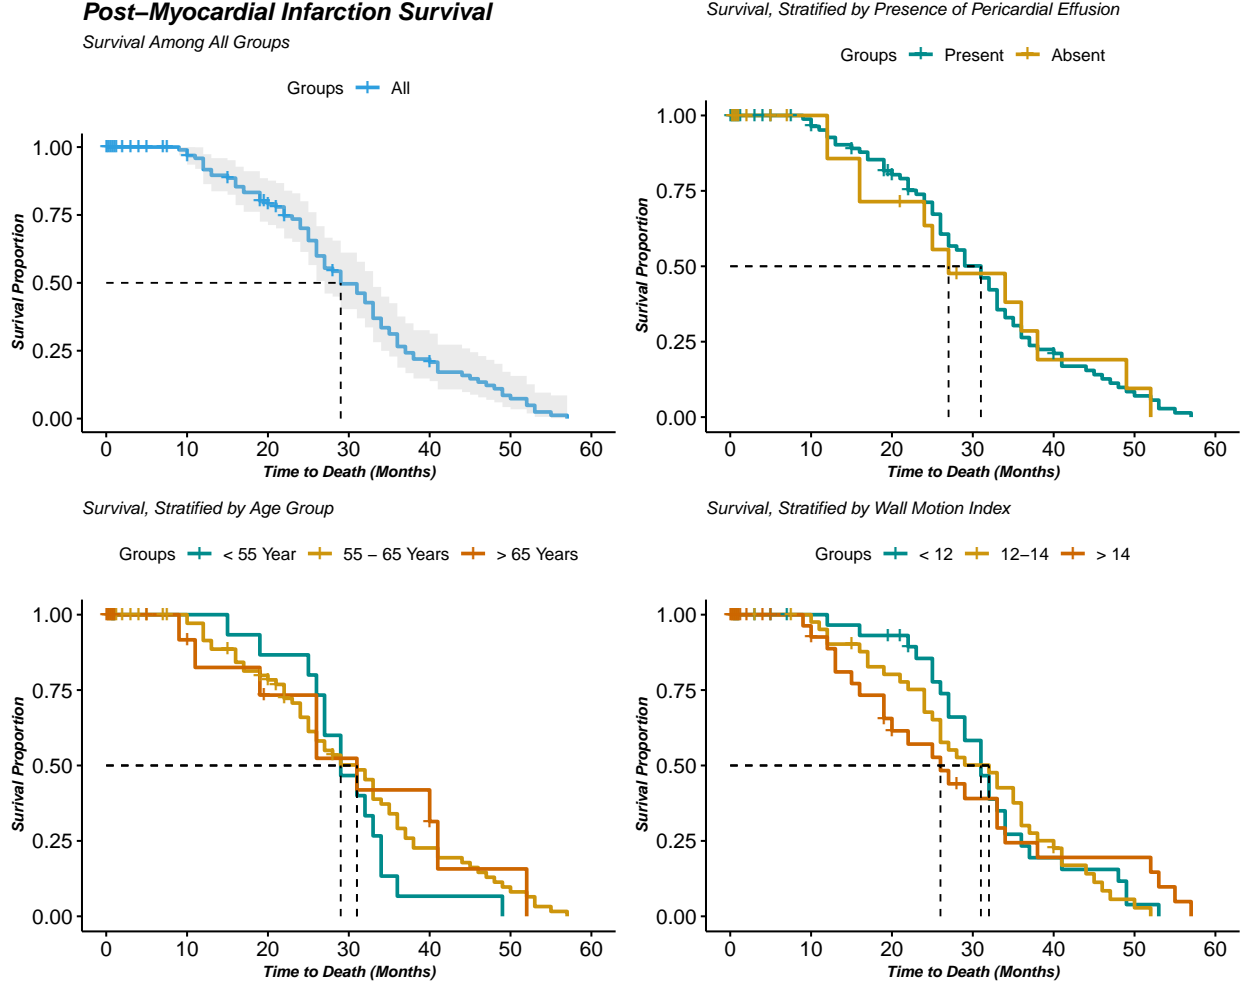 Post–Myocardial Infarction Survival
Survival Among All Groups
Groups All
1.00
0.75
0.50
0.25
0.00
Surival Proportion
0 10 20 30 40 50 60
Time to Death (Months)
Survival, Stratified by Presence of Pericardial Effusion
Groups Present Absent
1.00
0.75
0.50
0.25
0.00
Surival Proportion
0 10 20 30 40 50 60
Time to Death (Months)
Survival, Stratified by Age Group
Groups < 55 Year 55 – 65 Years > 65 Years
1.00
0.75
0.50
0.25
0.00
Surival Proportion
0 10 20 30 40 50 60
Time to Death (Months)
Survival, Stratified by Wall Motion Index
Groups < 12 12–14 > 14
1.00
0.75
0.50
0.25
0.00
Surival Proportion
0 10 20 30 40 50 60
Time to Death (Months)